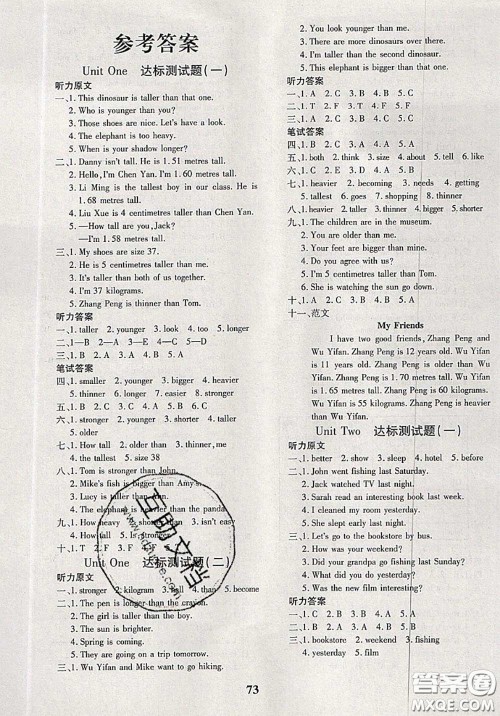 参考答案
Unit One 达标测试题(一)
听力原文
一、1. This dinosaur is taller than that one.
2. Who is younger than you?
3. Those shoes are nice. Let's have a look.
4. The elephant is too heavy.
5. When is your shadow longer?
二、1. Danny isn't tall. He is 1.51 metres tall.
2. Hello, I'm Chen Yan. I'm 1.60 metres tall.
3. Li Ming is the tallest boy in our class. He is
1.68 metres tall.
4. Liu Xue is 4 centimetres taller than Chen Yan.
5. —How tall are you, Jack?
—I'm 1.58 metres tall.
三、1. My shoes are size 37.
2. He is 5 centimetres taller than me.
3. It's taller than both of us together.
4. I'm 37 kilograms.
5. Zhang Peng is thinner than Tom.
听力答案
一、1. taller 2. younger 3. look 4. too 5. longer
二、1—B 2—A 3—E 4—C 5—D
三、1. B 2. A 3. A 4. B 5. A
笔试答案
四、1. smaller 2. younger 3. bigger 4. heavier
5. thinner 6. younger 7. stronger 8. taller
五、1. C 2. C 3. B 4. B 5. B
六、1. taller 2. shorter 3. longer 4. stronger
5. older
七、1. How tall 2. older than 3. thinner, me
4. the tallest 5. size 38
八、1. Tom is stronger than John.
2. Mike's fish is bigger than Amy's.
3. Lucy is taller than Ann.
4. The elephant is heavier than the panda.
九、1. How heavy 2. is shorter 3. isn't easy
4. How tall 5. Is stronger
十、1. T 2. F 3. F 4. T
Unit One 达标测试题(二)
听力原文
一、1. stronger 2. kilogram 3. hall 4. than 5. become
二、1. The pen is longer than the crayon.
2. The girl is younger than the boy.
3. Spring is coming.
4. Summer is stronger.
5. They are going on a trip tomorrow.
三、1. Wu Yifan and Mike want to go hiking.
2. You look younger than me.
3. There are more dinosaurs over there.
4. I'm taller than the second dinosaur.
5. This elephant is bigger than that one.
听力答案
一、1. A 2. C 3. B 4. A 5. C
二、1. T 2. F 3. T 4. T 5. F
三、1. B 2. C 3. A 4. C 5. A
笔试答案
四、1. D 2. C 3. B 4. A 5. D
五、1. both 2. think 3. size 4. about 5. tell
六、1. C 2. B 3. C 4. A 5. C 6. B
七、1. heavier 2. becoming 3. needs 4. getting
5. tallest 6. goes 7. shopping 8. thinner
八、1. heavier 2. younger 3. bigger 4. shorter
九、1. The children are in the museum.
2. You are older than me.
3. Your feet are bigger than mine.
4. Do you agree with us?
5. I'm 5 centimetres shorter than Tom.
6. She is watching the sun go down.
十、1. B 2. C 3. A 4. B 5. A
十一、范文
My Friends
I have two good friends, Zhang Peng and
Wu Yifan. Zhang Peng is 12 years old. Wu Yifan
is 11 years old. Zhang Peng is older than Wu
Yifan. Zhang Peng is 1.70 metres tall. Wu Yifan
is 1.55 metres tall. Zhang Peng is 60 kilograms.
Wu Yifan is 55 kilograms. Zhang Peng is taller
and heavier than Wu Yifan.
Unit Two 达标测试题(一)
听力原文
一、1. better 2. sleep 3. show 4. hotel 5. before
二、1. John went fishing last Saturday.
2. Jack watched TV last night.
3. Sarah read an interesting book last week.
4. I cleaned my room yesterday.
5. She slept early last night.
三、1. Let's go to the bookstore by bus.
2. How was your weekend?
3. Did your grandpa go fishing last weekend?
4. What did you do yesterday?
5. Was the new film interesting?
听力答案
一、1. B 2. B 3. A 4. B 5. A
二、1. A 2. D 3. E 4. C 5. B
三、1. bookstore 2. weekend 3. fishing
4. yesterday 5. film
73
互助文档
答案圈